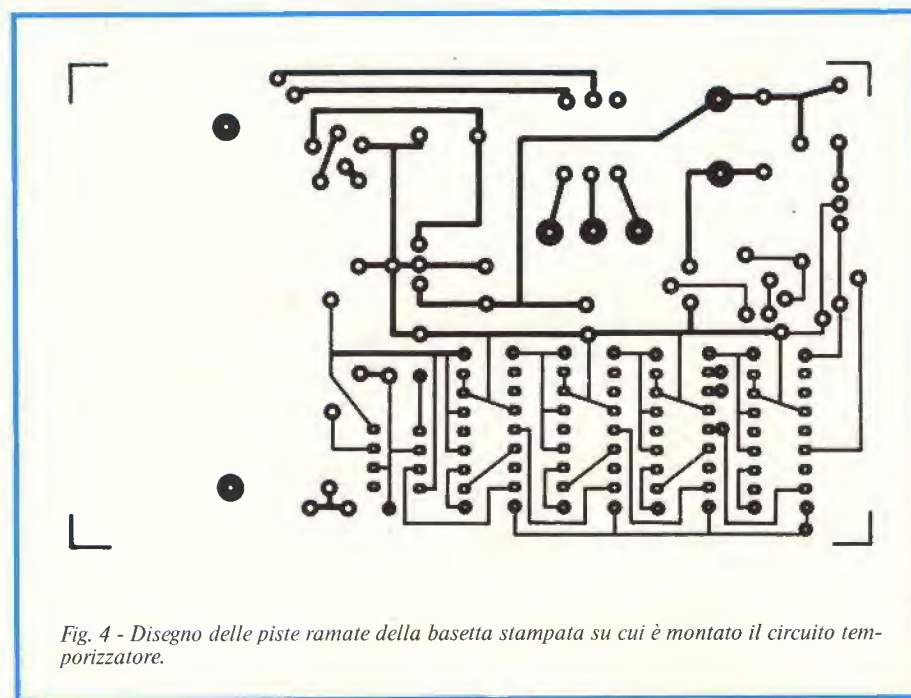 Fig. 4 - Disegno delle piste ramate della basetta stampata su cui è montato il circuito tem-
porizzatore.